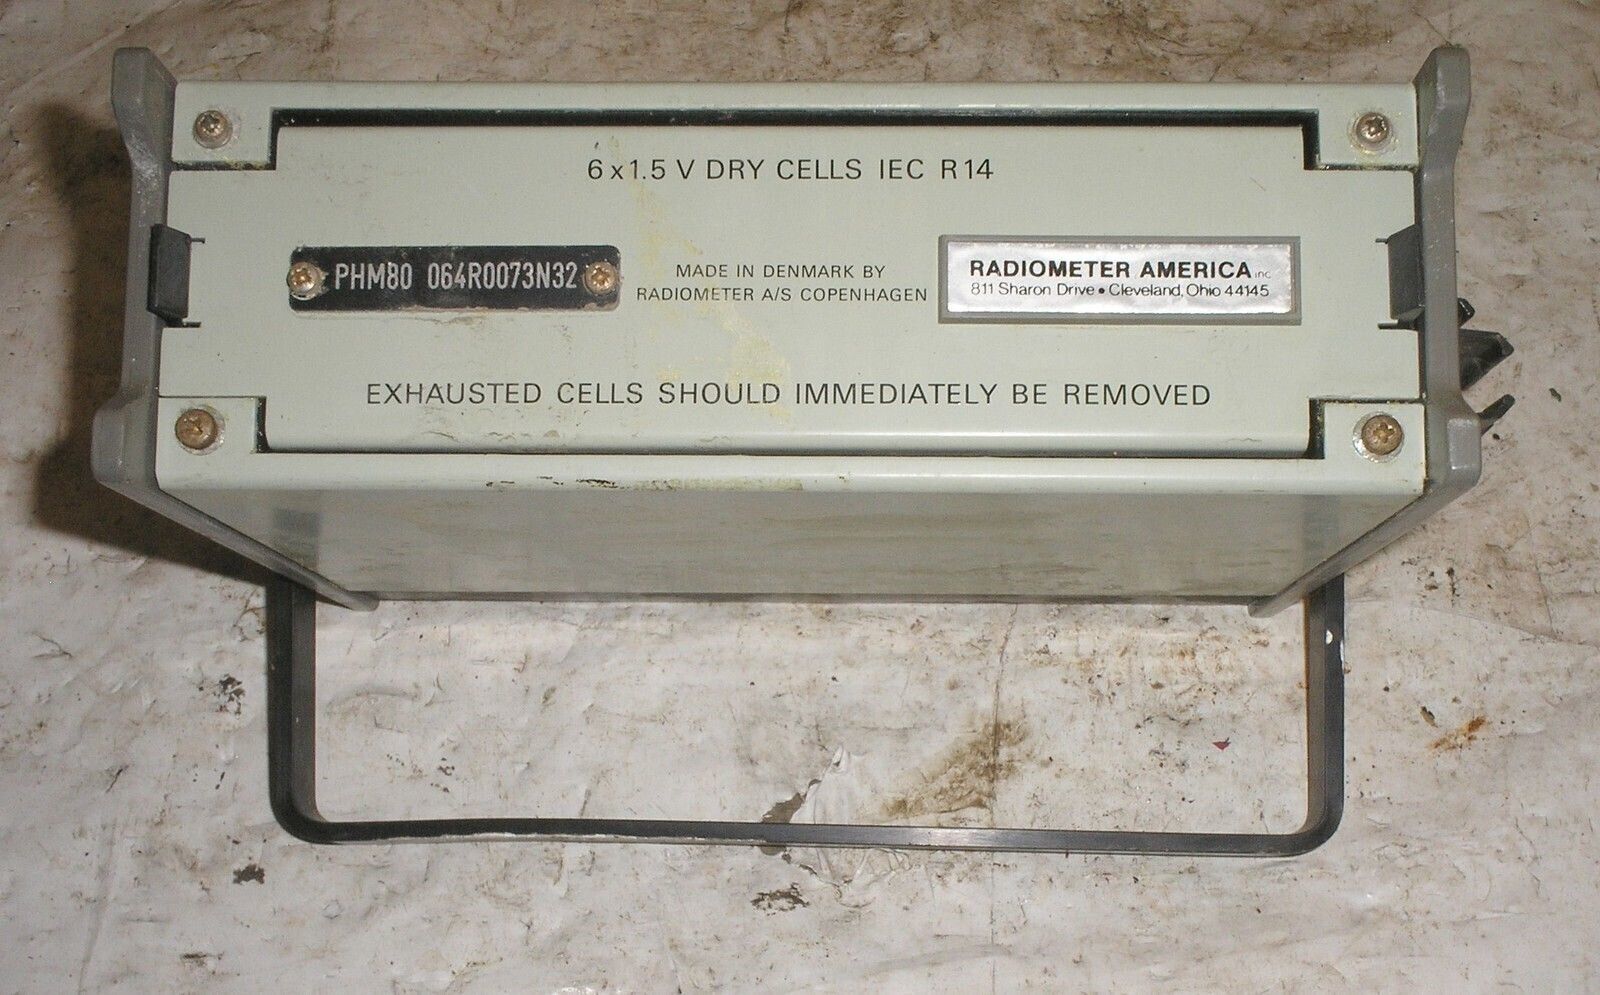 6 x 1.5 V DRY CELLS IEC R14
PHM80 064R0073N32
MADE IN DENMARK BY
RADIOMETER A/S COPENHAGEN
RADIOMETER AMERICA inc
811 Sharon Drive • Cleveland, Ohio 44145
EXHAUSTED CELLS SHOULD IMMEDIATELY BE REMOVED